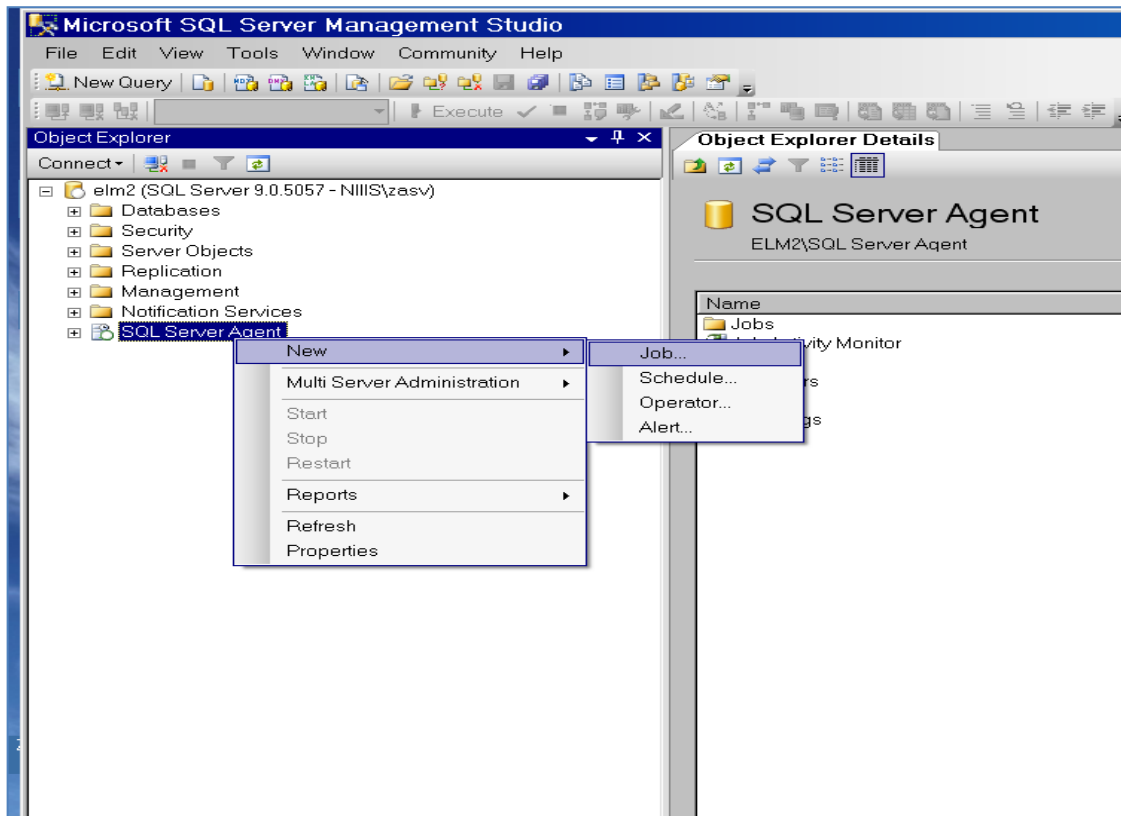 Microsoft SQL Server Management Studio
File Edit View Tools Window Community Help
New Query
Execute
Object Explorer
Connect
elm2 (SQL Server 9.0.5057 - NIIIS\zasv)
Databases
Security
Server Objects
Replication
Management
Notification Services
SQL Server Agent
New
Multi Server Administration
Start
Stop
Restart
Reports
Refresh
Properties
Job...
Schedule...
Operator...
Alert...
Object Explorer Details
SQL Server Agent
ELM2\SQL Server Agent
Name
Jobs
Monitor